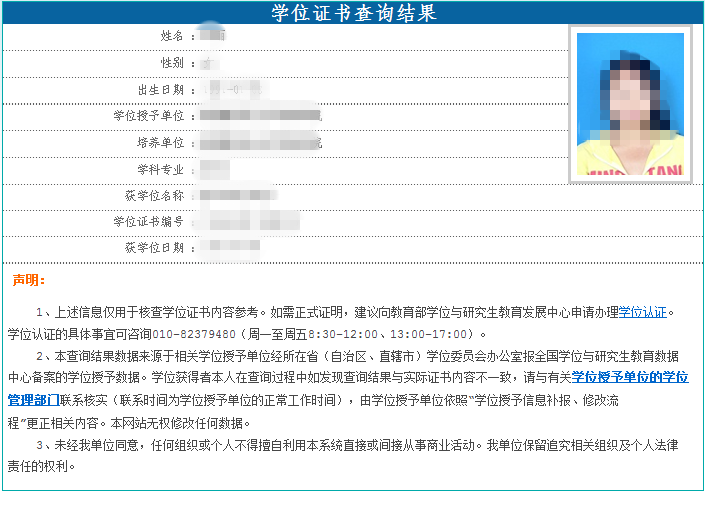 学位证书查询结果
姓名 ：
性别 ：
出生日期 ：
学位授予单位 ：
培养单位 ：
学科专业 ：
获学位名称 ：
学位证书编号 ：
获学位日期 ：
声明：
1、上述信息仅用于核查学位证书内容参考。如需正式证明，建议向教育部学位与研究生教育发展中心申请办理学位认证。
学位认证的具体事宜可咨询010-82379480（周一至周五8:30-12:00、13:00-17:00）。
2、本查询结果数据来源于相关学位授予单位经所在省（自治区、直辖市）学位委员会办公室报全国学位与研究生教育数据
中心备案的学位授予数据。学位获得者本人在查询过程中如发现查询结果与实际证书内容不一致，请与有关学位授予单位的学位
管理部门联系核实（联系时间为学位授予单位的正常工作时间），由学位授予单位依照“学位授予信息补报、修改流
程”更正相关内容。本网站无权修改任何数据。
3、未经我单位同意，任何组织或个人不得擅自利用本系统直接或间接从事商业活动。我单位保留追究相关组织及个人法律
责任的权利。